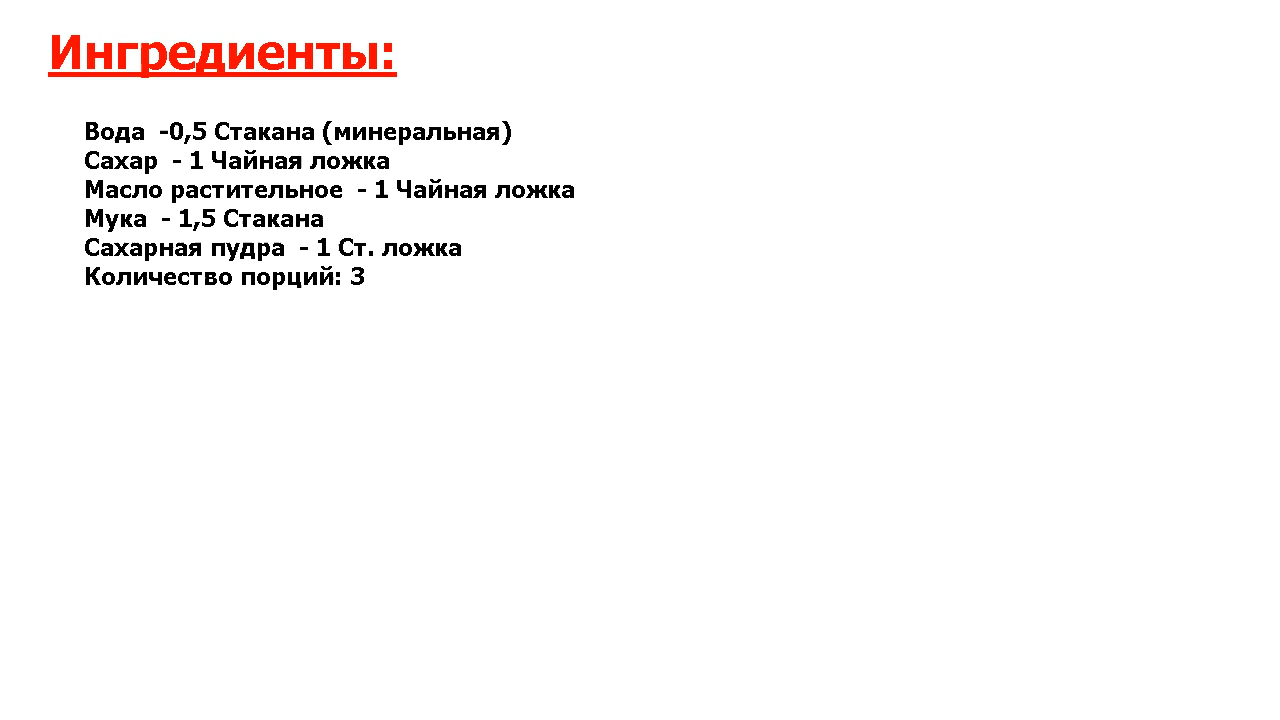 Ингредиенты:
Вода  -0,5 Стакана (минеральная)
Сахар  - 1 Чайная ложка
Масло растительное  - 1 Чайная ложка
Мука  - 1,5 Стакана
Сахарная пудра  - 1 Ст. ложка
Количество порций: 3